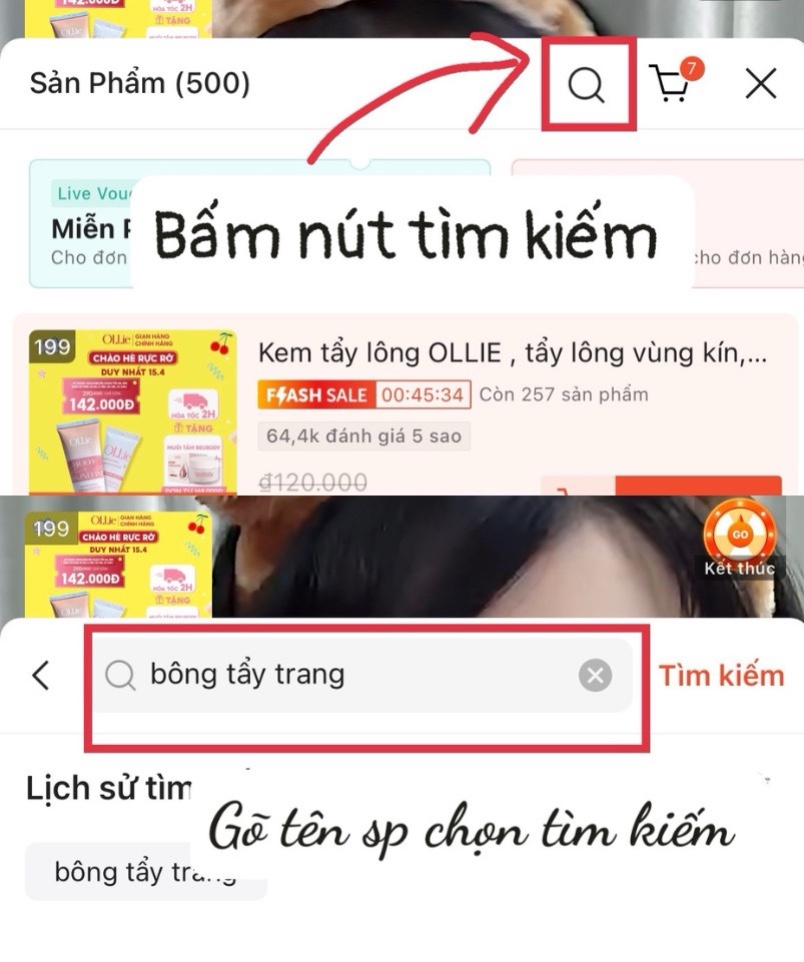 142.000Đ
HỎA TỐC 2H
TẶNG
Sản Phẩm (500)
7
Live Vou
Miễn
Cho đơn
cho đơn hàng
Bấm nút tìm kiếm
199
OLLie GIAN HÀNG CHÍNH HÃNG
CHÀO HÈ RỰC RỠ
DUY NHẤT 15.4
142.000Đ
HỎA TỐC 2H
TẶNG
Kem tẩy lông OLLIE , tẩy lông vùng kín,...
FLASH SALE 00:45:34 Còn 257 sản phẩm
64,4k đánh giá 5 sao
₫120.000
199
OLLie GIAN HÀNG CHÍNH HÃNG
CHÀO HÈ RỰC RỠ
DUY NHẤT 15.4
142.000Đ
HỎA TỐC 2H
TẶNG
GO
Kết thúc
bông tẩy trang
Tìm kiếm
Lịch sử tìm
Gõ tên sp chọn tìm kiếm
bông tẩy trang